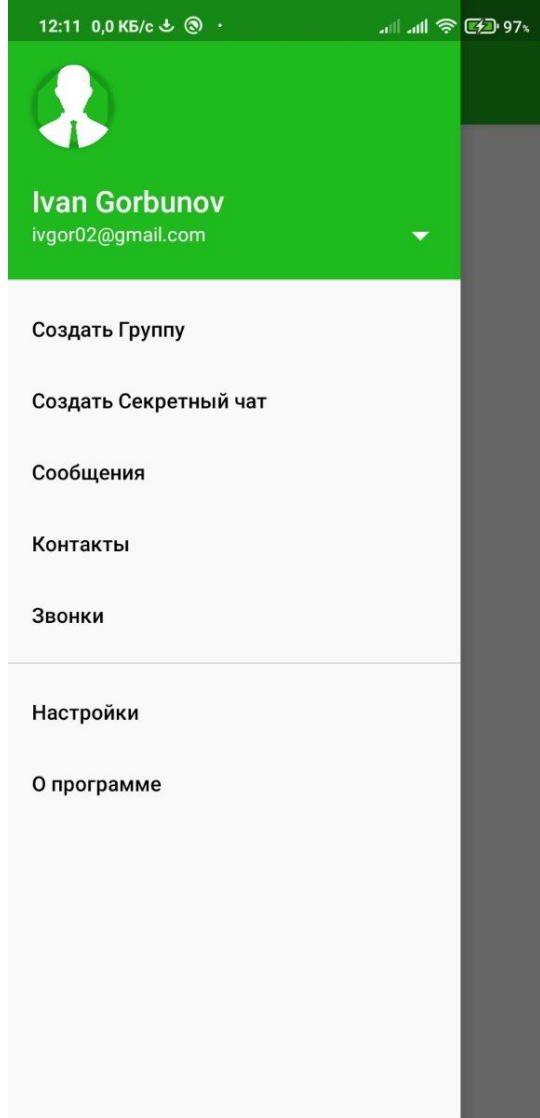 12:11 0,0 КБ/с 97%
Ivan Gorbunov
ivgor02@gmail.com
Создать Группу
Создать Секретный чат
Сообщения
Контакты
Звонки
Настройки
О программе